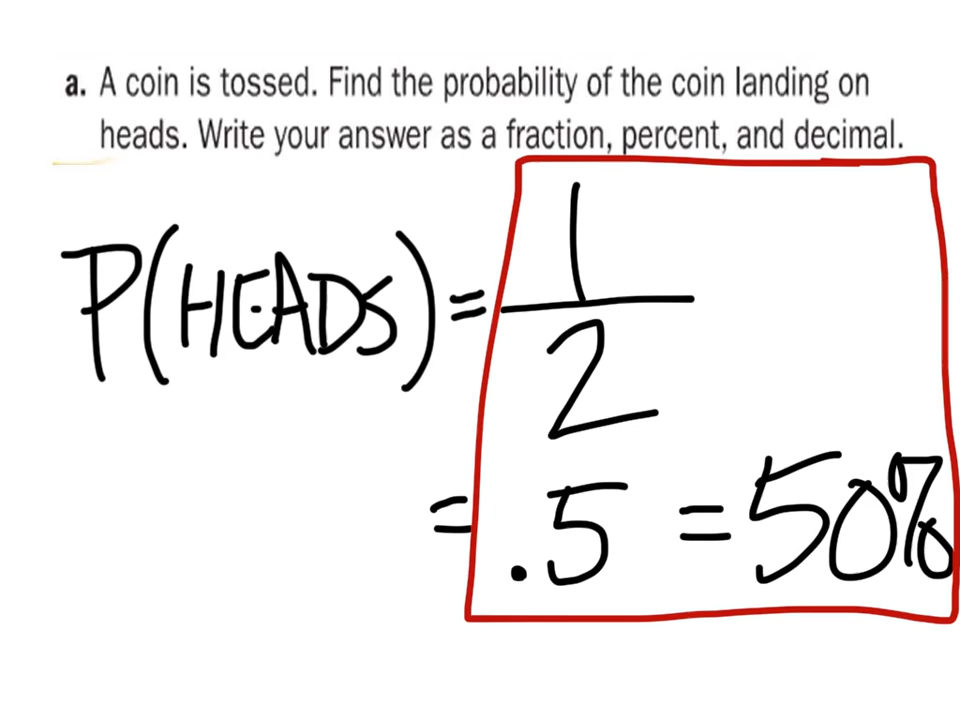 a. A coin is tossed. Find the probability of the coin landing on
heads. Write your answer as a fraction, percent, and decimal.
P(HEADS) = 1/2
= .5 = 50%